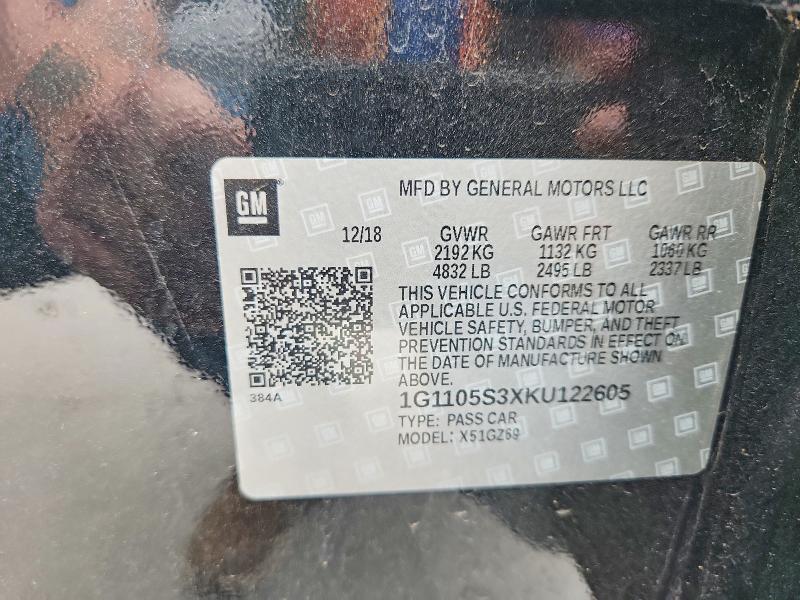 GM
MFD BY GENERAL MOTORS LLC
12/18 GVWR GAWR FRT GAWR RR
2192 KG 1132 KG 1060 KG
4832 LB 2495 LB 2337 LB
THIS VEHICLE CONFORMS TO ALL
APPLICABLE U.S. FEDERAL MOTOR
VEHICLE SAFETY, BUMPER, AND THEFT
PREVENTION STANDARDS IN EFFECT ON
THE DATE OF MANUFACTURE SHOWN
ABOVE.
384A
1G1105S3XKU122605
TYPE: PASS CAR
MODEL: X51GZ69